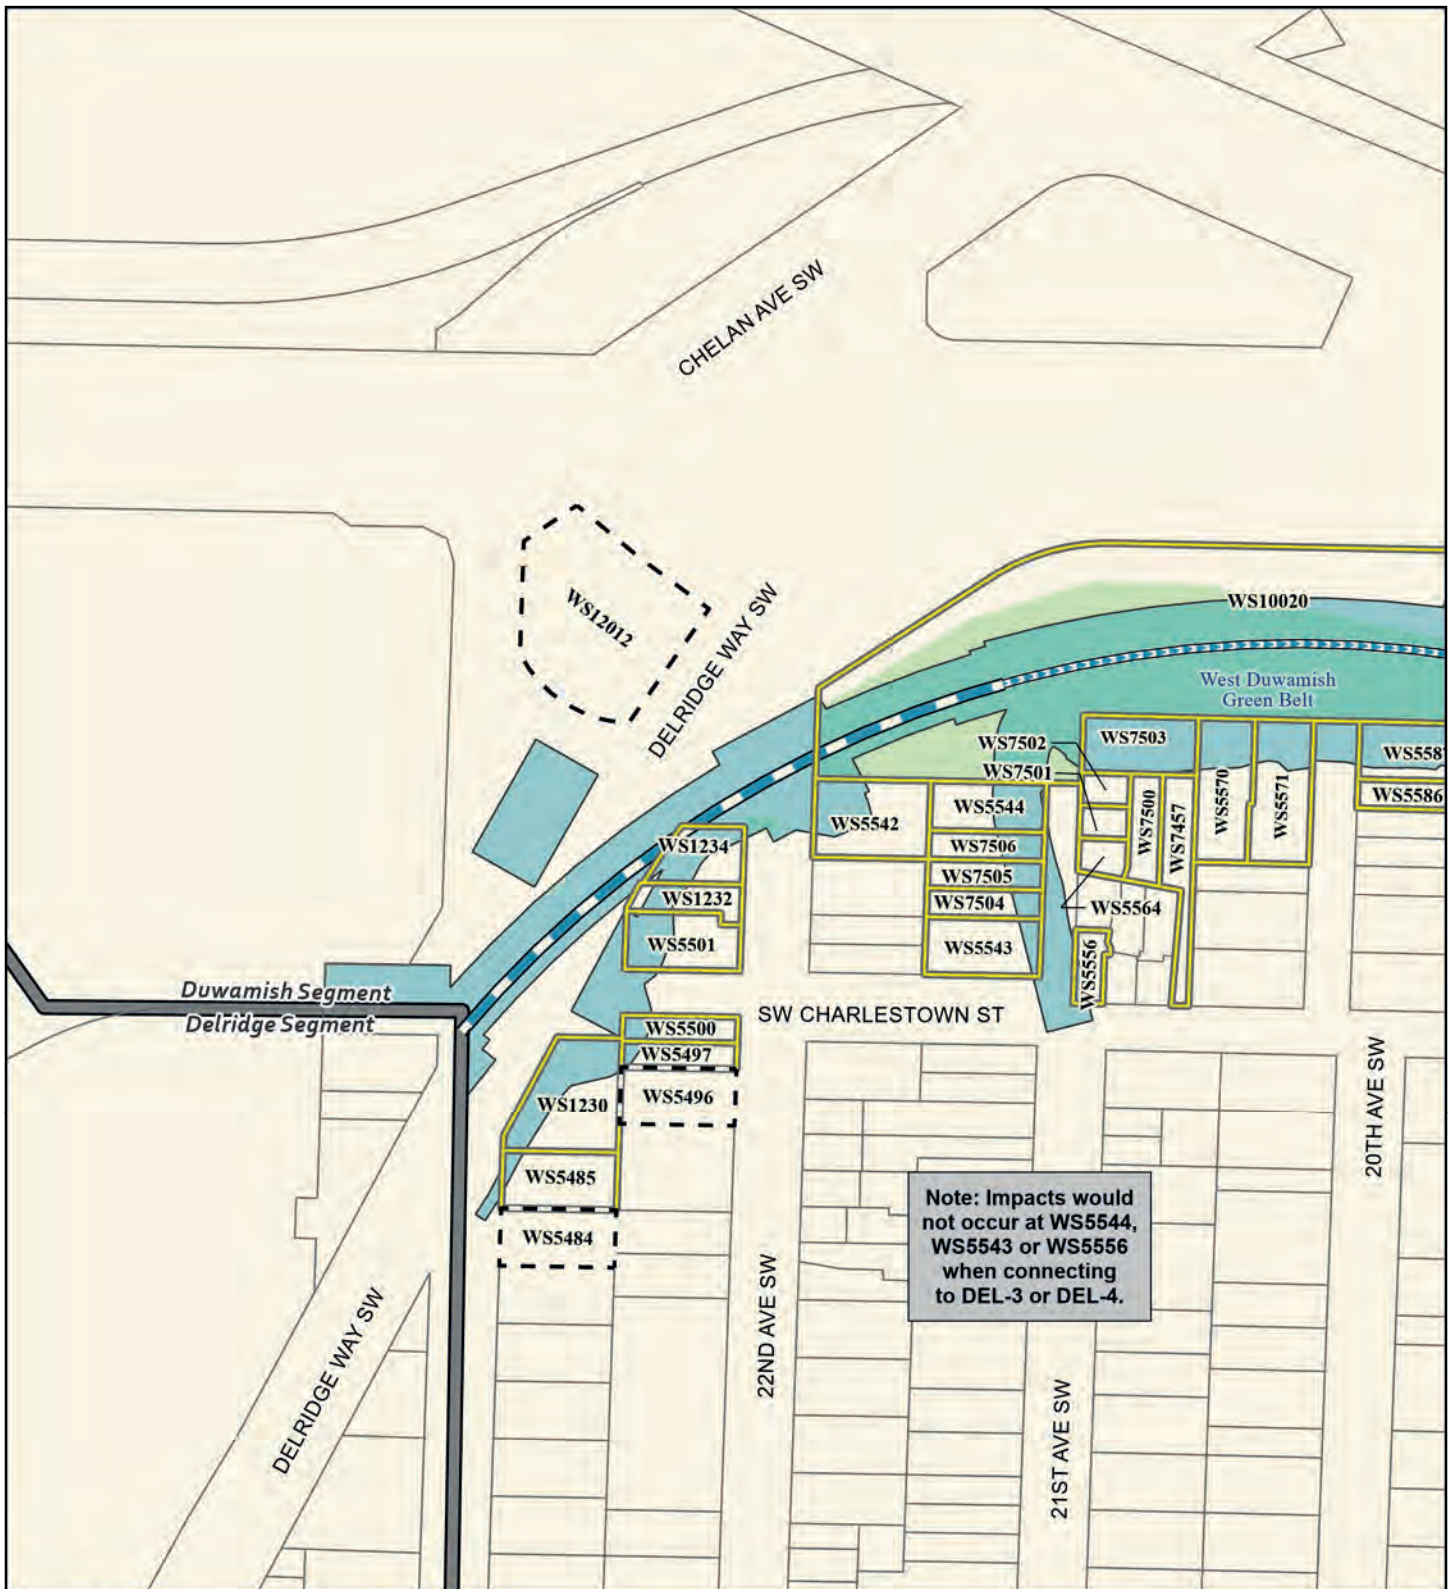 CHELAN AVE SW
WS12012
DELRIDGE WAY SW
WS10020
West Duwamish
Green Belt
WS7502
WS7503
WS7501
WS5587
WS5586
WS5544
WS7500
WS7457
WS5570
WS5571
WS5542
WS1234
WS7506
WS7505
WS1232
WS7504
WS5564
WS5501
WS5543
WS5556
Duwamish Segment
Delridge Segment
SW CHARLESTOWN ST
WS5500
WS5497
WS5496
WS1230
20TH AVE SW
WS5485
WS5484
Note: Impacts would
not occur at WS5544,
WS5543 or WS5556
when connecting
to DEL-3 or DEL-4.
22ND AVE SW
DELRIDGE WAY SW
21ST AVE SW